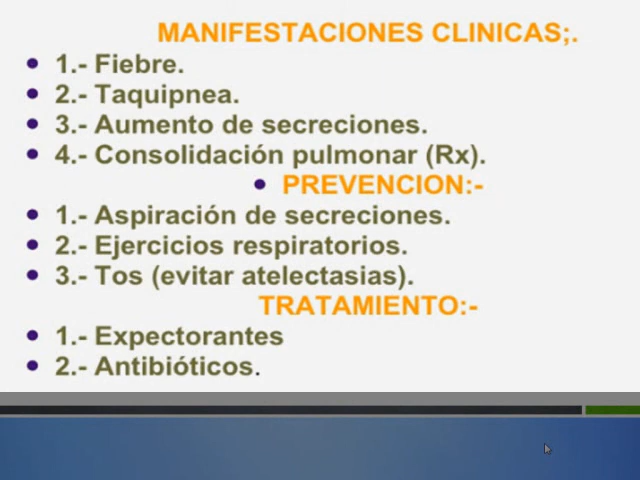 MANIFESTACIONES CLINICAS;.
• 1.- Fiebre.
• 2.- Taquipnea.
• 3.- Aumento de secreciones.
• 4.- Consolidación pulmonar (Rx).
• PREVENCION:-
• 1.- Aspiración de secreciones.
• 2.- Ejercicios respiratorios.
• 3.- Tos (evitar atelectasias).
TRATAMIENTO:-
• 1.- Expectorantes
• 2.- Antibióticos.